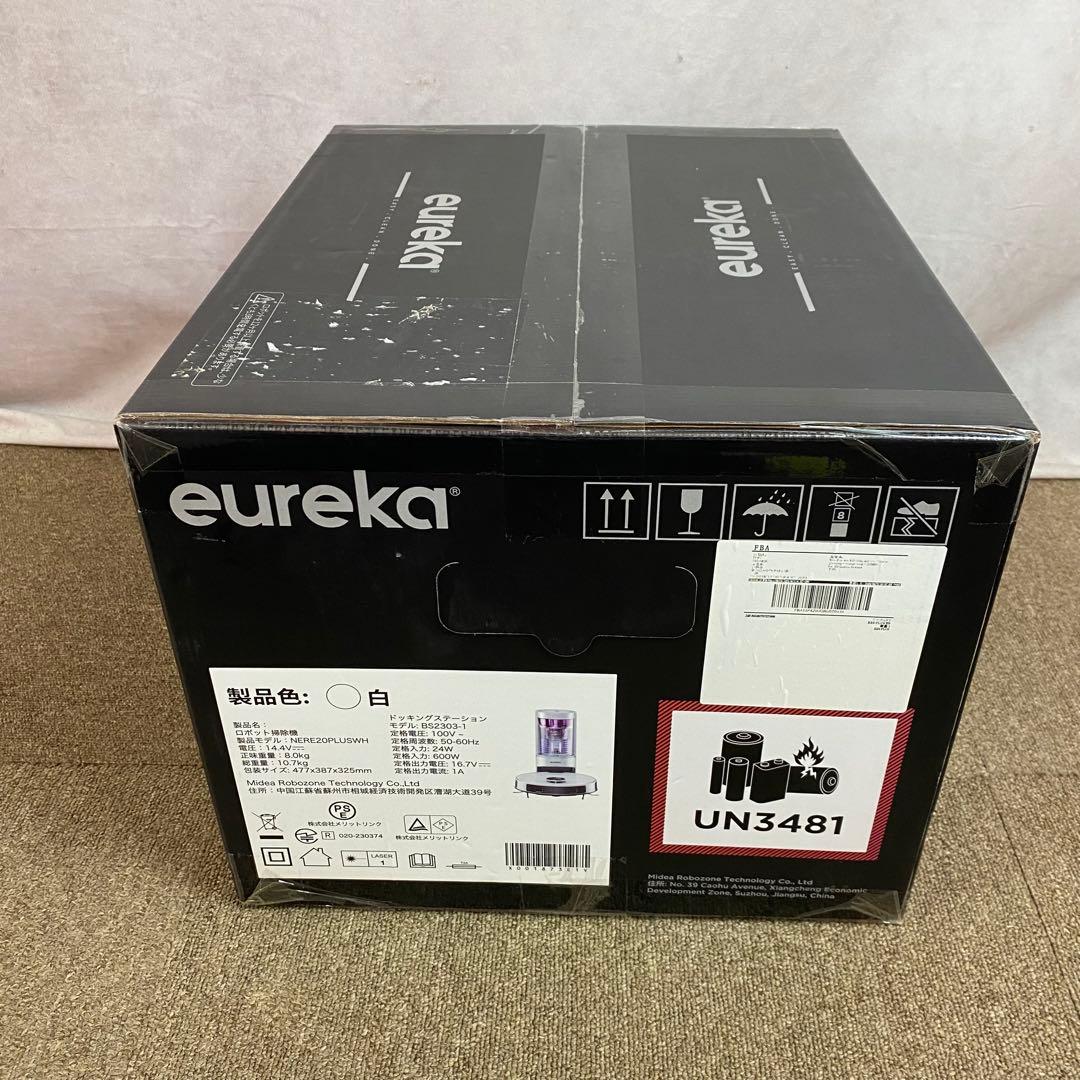 eureka®
EASY. CLEAN. DONE.
eureka
EASY. CLEAN. DONE.
eureka®
8
FBA
製品色: 白
製品名：
ロボット掃除機
製品モデル：NERE20PLUSWH
電圧：14.4V
正味重量：8.0kg
総重量：10.7kg
包装サイズ：477x387x325mm
ドッキングステーション
モデル: BS2303-1
定格電圧: 100V～
定格周波数: 50-60Hz
定格入力: 24W
定格入力: 600W
定格出力電圧: 16.7V
定格出力電流: 1A
Midea Robozone Technology Co.,Ltd
住所：中国江蘇省蘇州市相城経済技術開発区漕湖大道39号
PSE
株式会社メリットリンク
R 020-230374
PSE
株式会社メリットリンク
LASER
1
X001873E1V
UN3481
Midea Robozone Technology Co., Ltd
住所: No. 39 Caohu Avenue, Xiangcheng Economic
Development Zone, Suzhou, Jiangsu, China